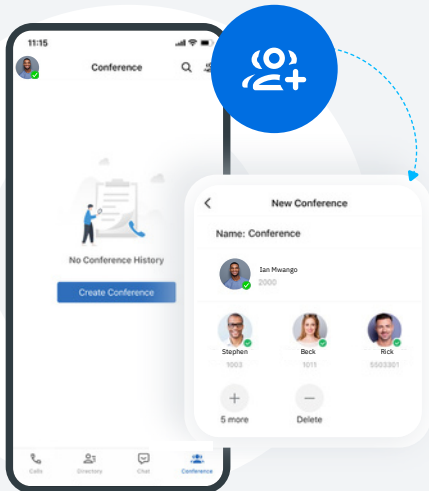 11:15
Conference
No Conference History
Create Conference
Calls
Directory
Chat
Conference
New Conference
Name: Conference
Ian Mwango
2000
Stephen
Beck
Rick
1003
1011
5503301
5 more
Delete